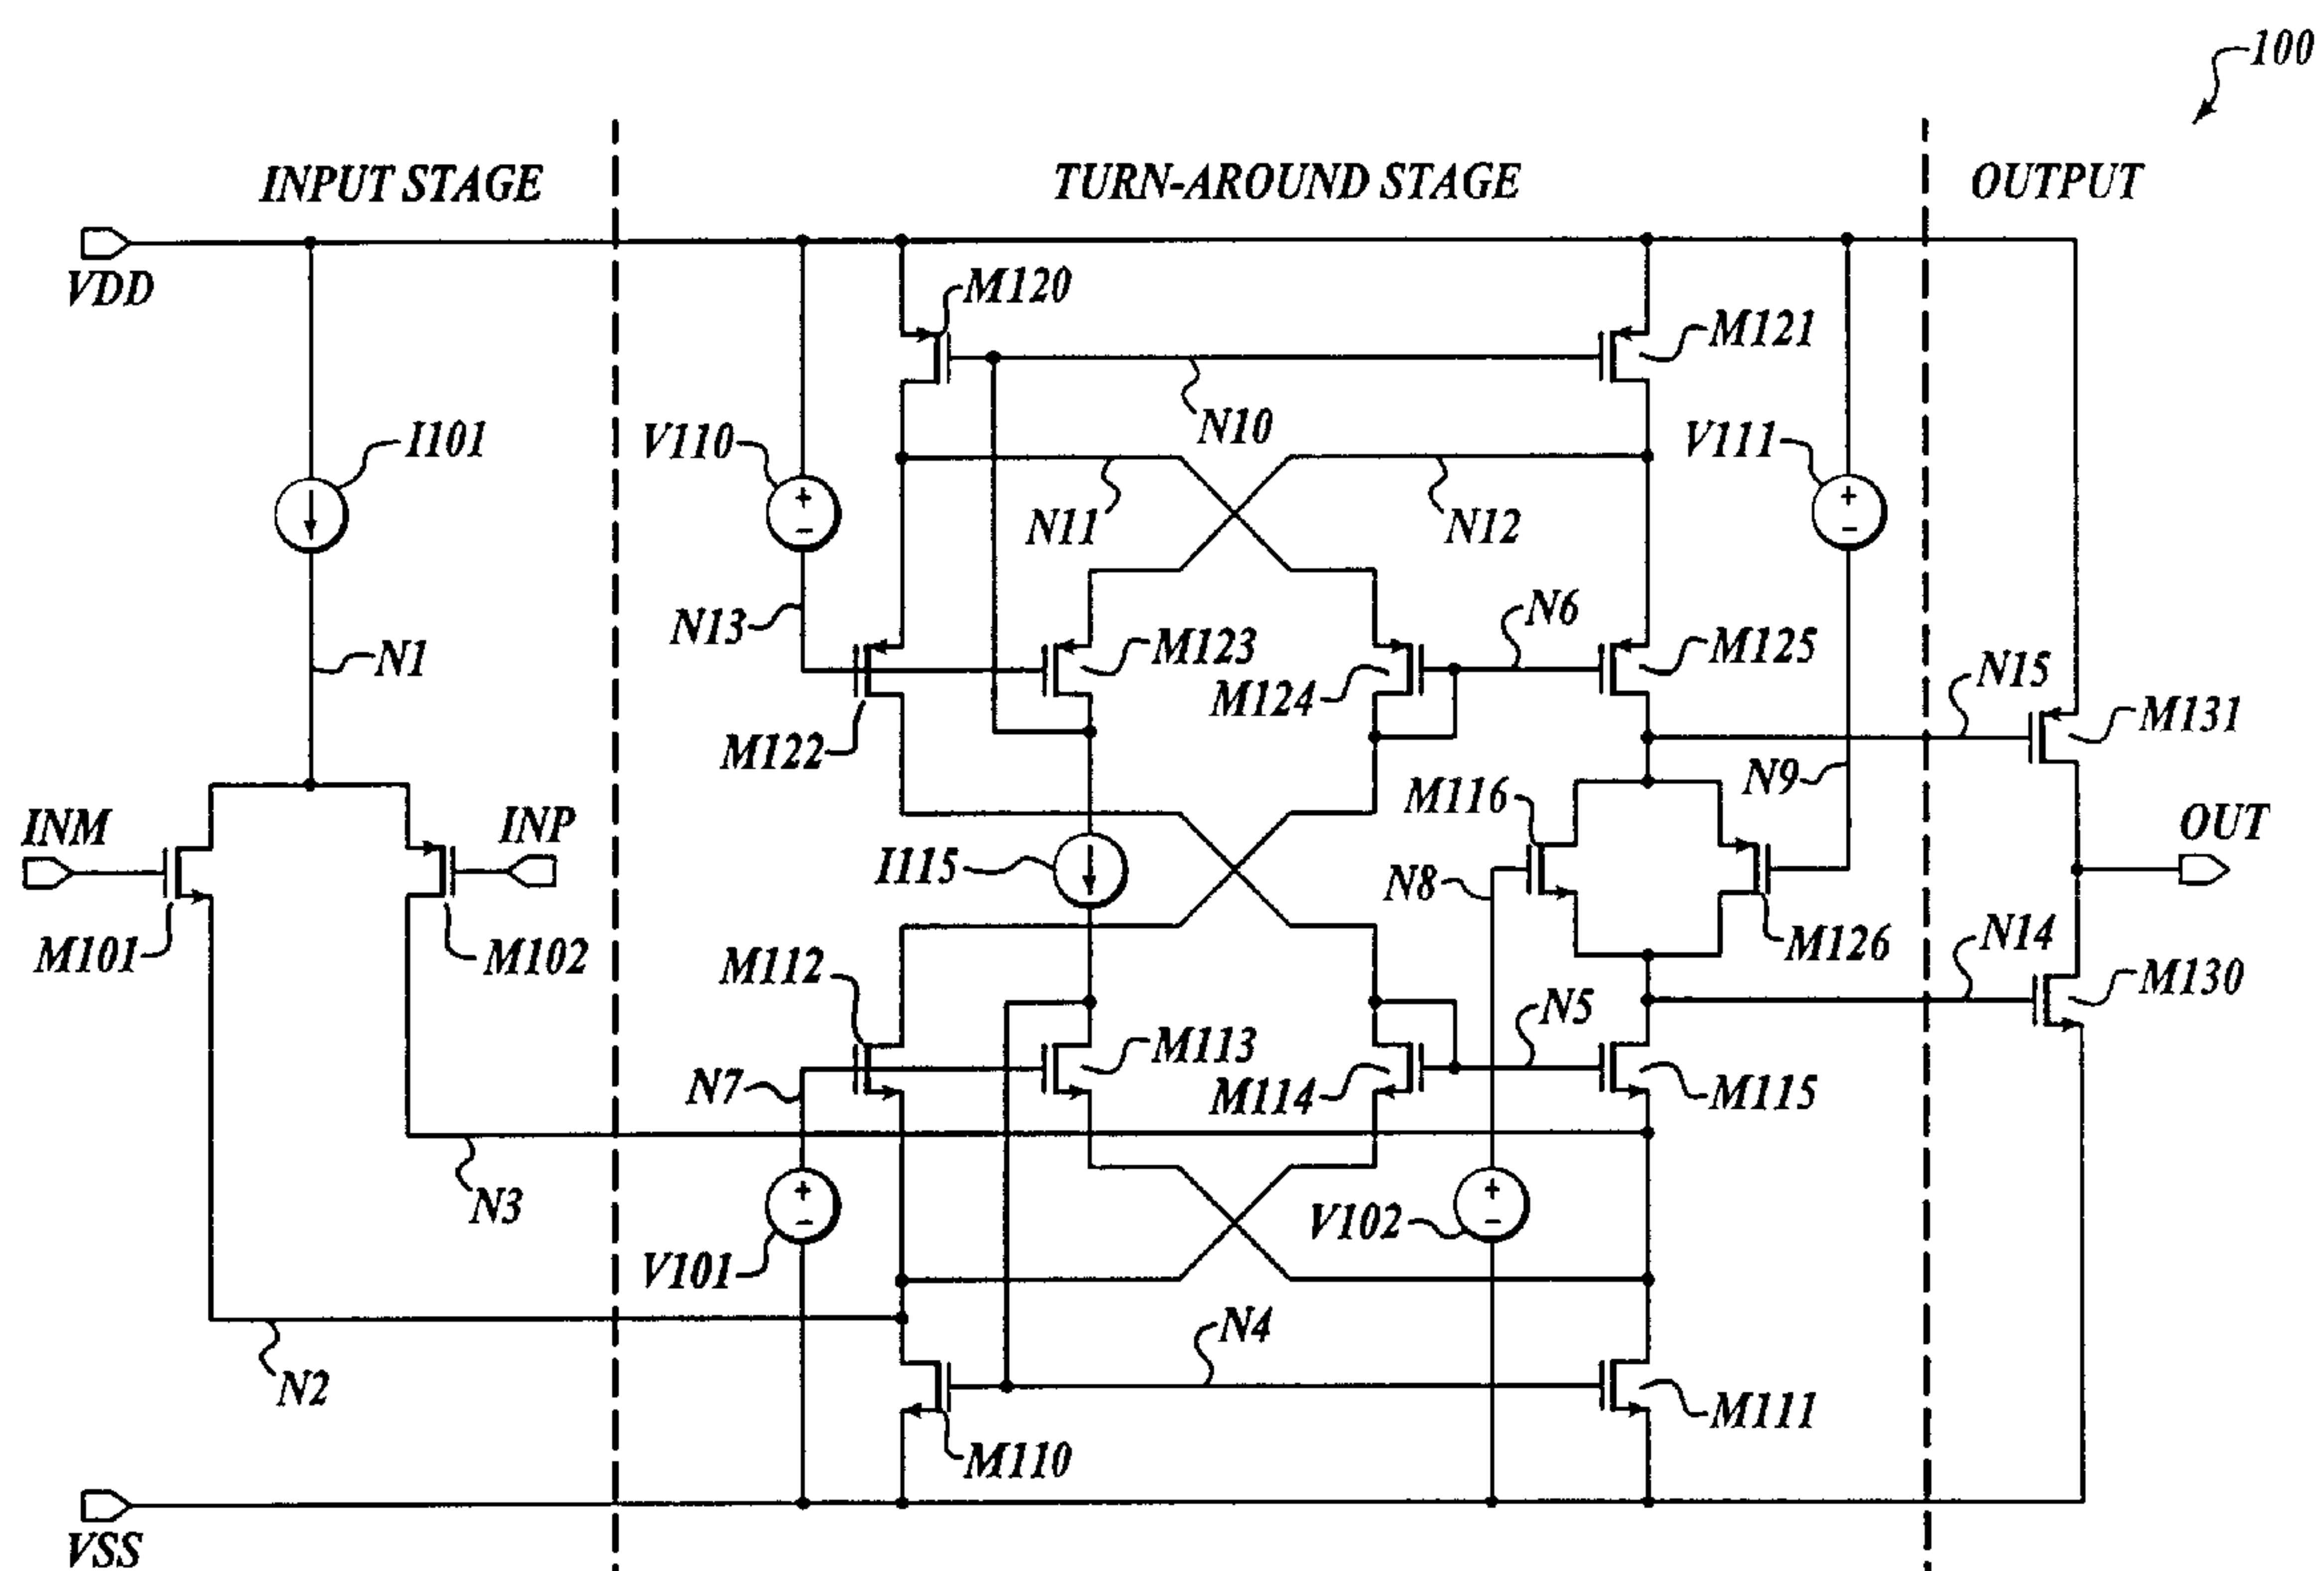 100
INPUT STAGE
TURN-AROUND STAGE
OUTPUT
VDD
M120
M121
N10
I101
V110
+
-
V111
+
-
N11
N12
N13
N6
N1
M123
M124
M125
N15
M122
M131
N9
M116
INM
INP
OUT
I115
N8
M101
M102
M112
M126
N14
M130
N5
M113
M114
M115
N7
N3
+
-
V101
+
-
V102
N4
N2
M111
M110
VSS